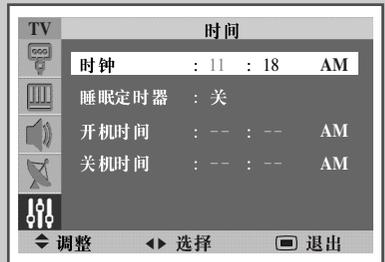 TV 时间
时钟 : 11 : 18 AM
睡眠定时器 : 关
开机时间 : -- : -- AM
关机时间 : -- : -- AM
调整 选择 退出